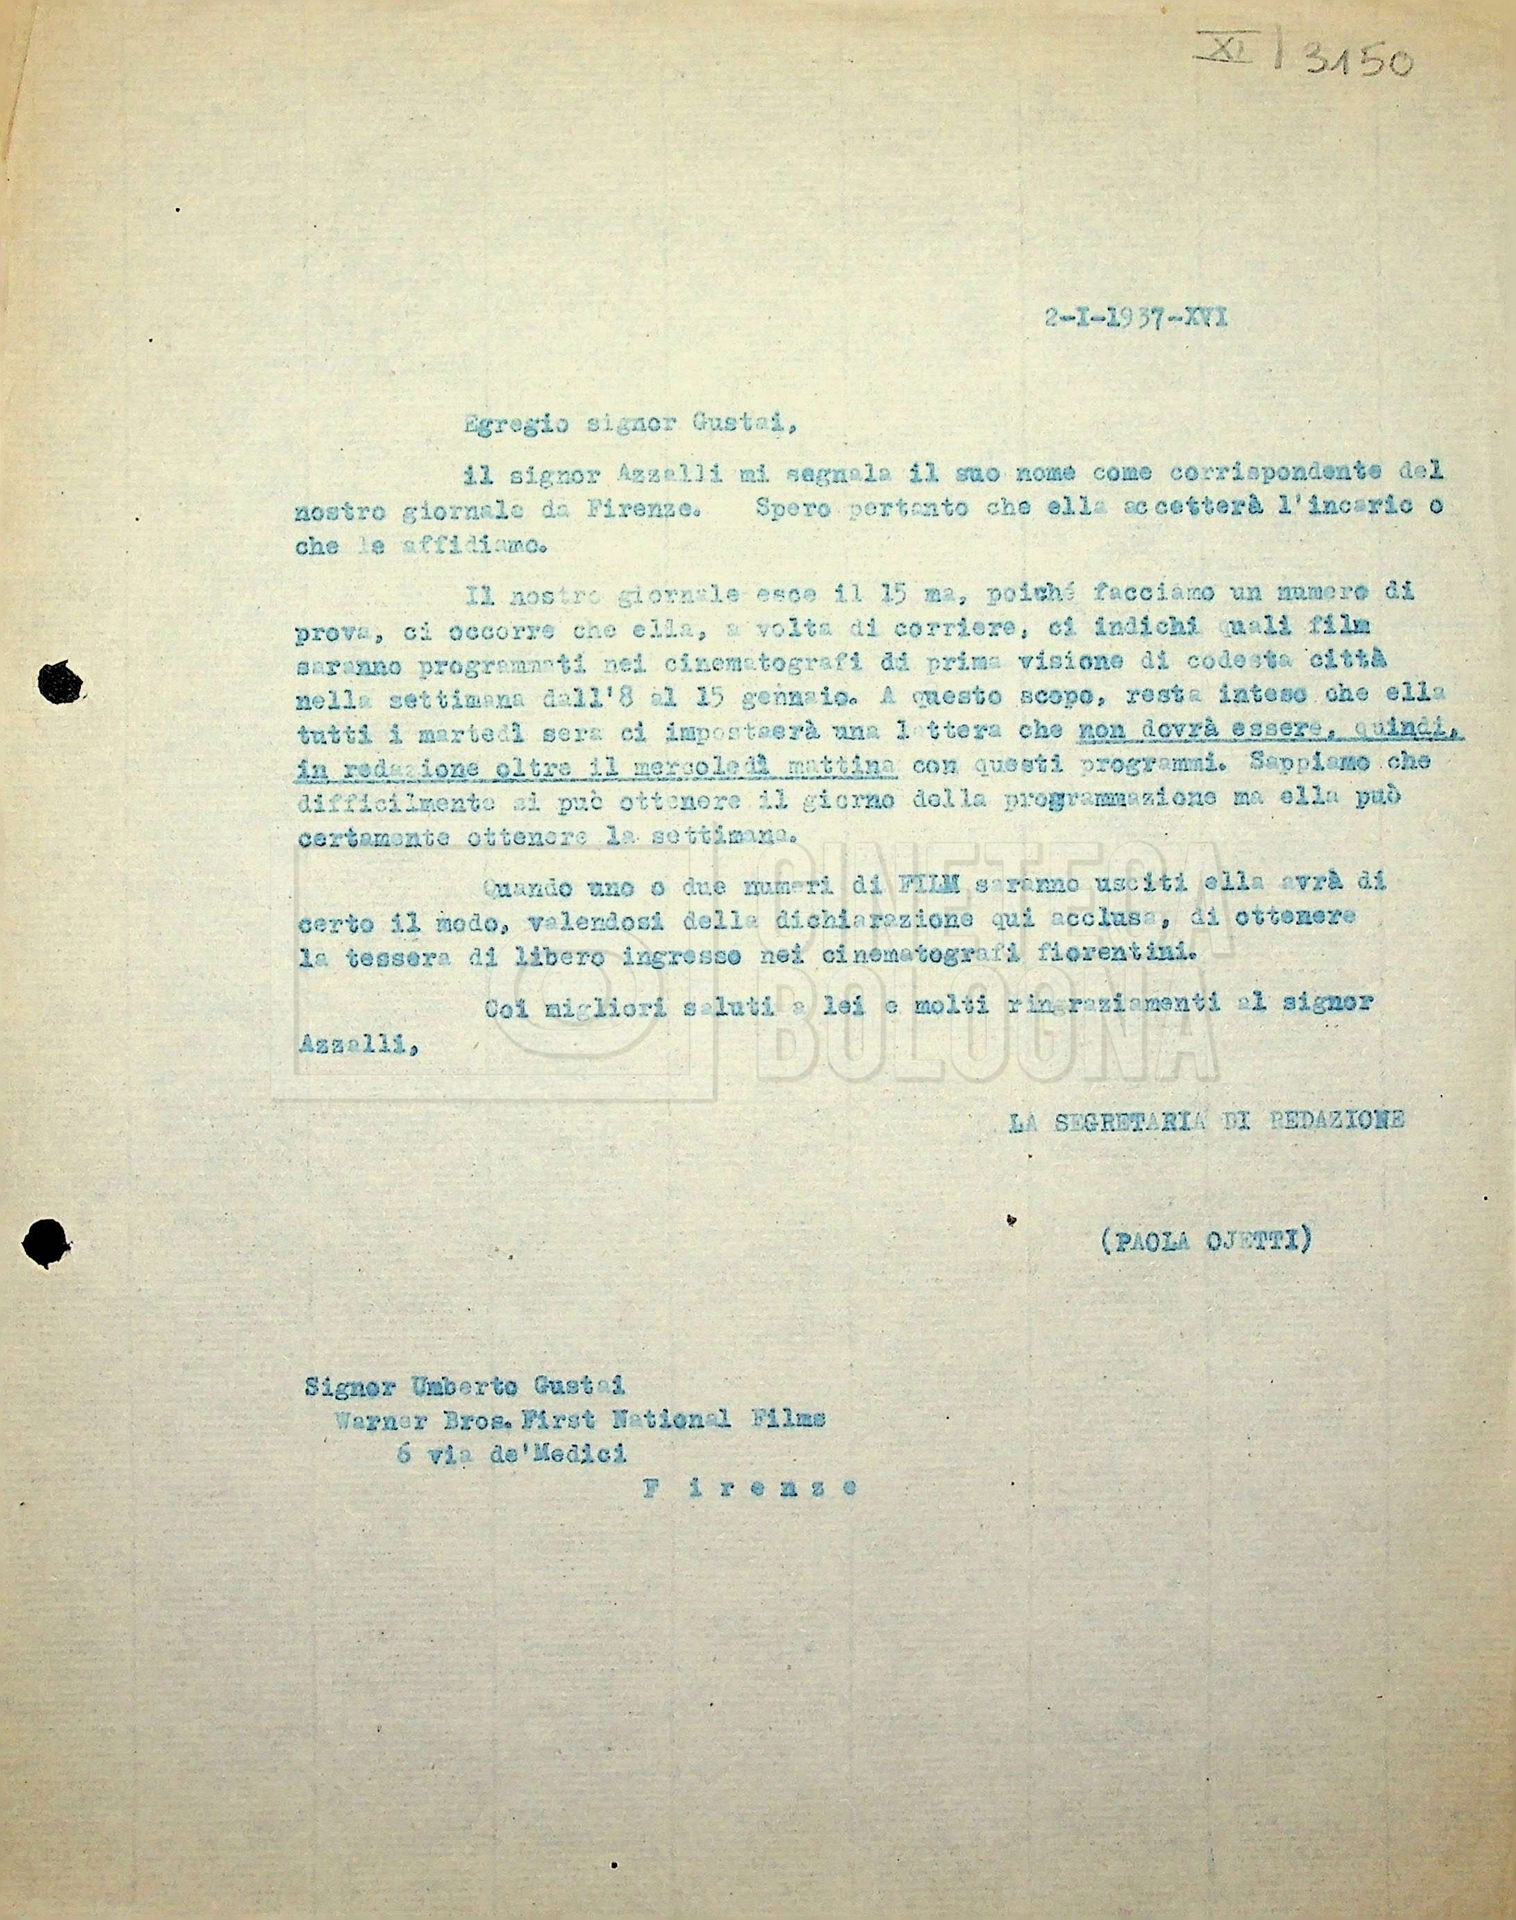 XI | 3150
2-I-1937-XVI
Egregio signor Gustai,
il signor Azzalli mi segnala il suo nome come corrispondente del
nostro giornale da Firenze. Spero pertanto che ella accetterà l'incaric o
che le affidiamo.
Il nostro giornale esce il 15 ma, poiché facciamo un numero di
prova, ci occorre che ella, a volta di corriere, ci indichi quali film
saranno programmati nei cinematografi di prima visione di codesta città
nella settimana dall'8 al 15 gennaio. A questo scopo, resta inteso che ella
tutti i martedì sera ci impostaerà una lettera che non dovrà essere, quindi,
in redazione oltre il mercoledì mattina con questi programmi. Sappiamo che
difficilmente si può ottenere il giorno della programmazione ma ella può
certamente ottenere la settimana.
Quando uno o due numeri di FILM saranno usciti ella avrà di
certo il modo, valendosi della dichiarazione qui acclusa, di ottenere
la tessera di libero ingresso nei cinematografi fiorentini.
Coi migliori saluti a lei e molti ringraziamenti al signor
Azzalli,
CINETECA
BOLOGNA
LA SEGRETARIA DI REDAZIONE
(PAOLA OJETTI)
Signor Umberto Gustai
Warner Bros. First National Films
6 via de'Medici
F i r e n z e